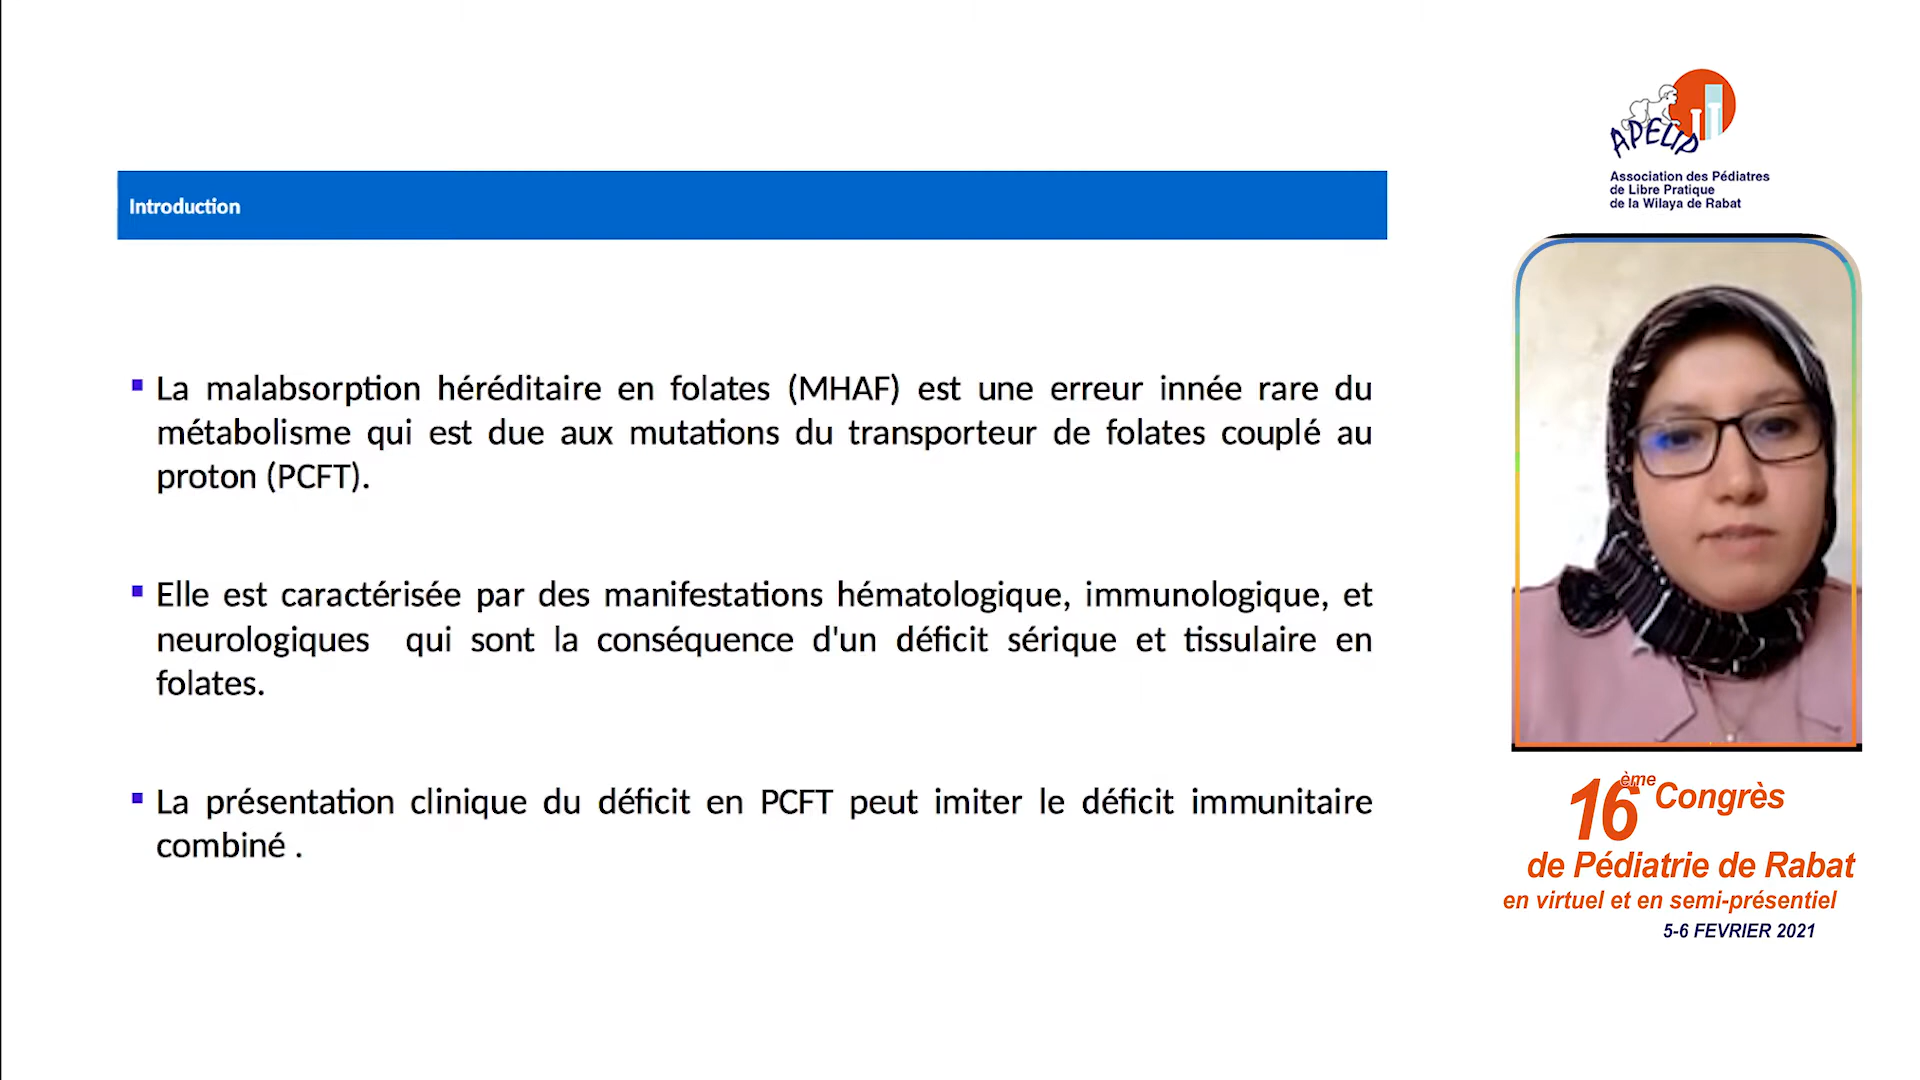 Introduction
La malabsorption héréditaire en folates (MHAF) est une erreur innée rare du
métabolisme qui est due aux mutations du transporteur de folates couplé au
proton (PCFT).
Elle est caractérisée par des manifestations hématologique, immunologique, et
neurologiques qui sont la conséquence d'un déficit sérique et tissulaire en
folates.
La présentation clinique du déficit en PCFT peut imiter le déficit immunitaire
combiné .
APELIP
Association des Pédiatres
de Libre Pratique
de la Wilaya de Rabat
16ème Congrès
de Pédiatrie de Rabat
en virtuel et en semi-présentiel
5-6 FEVRIER 2021